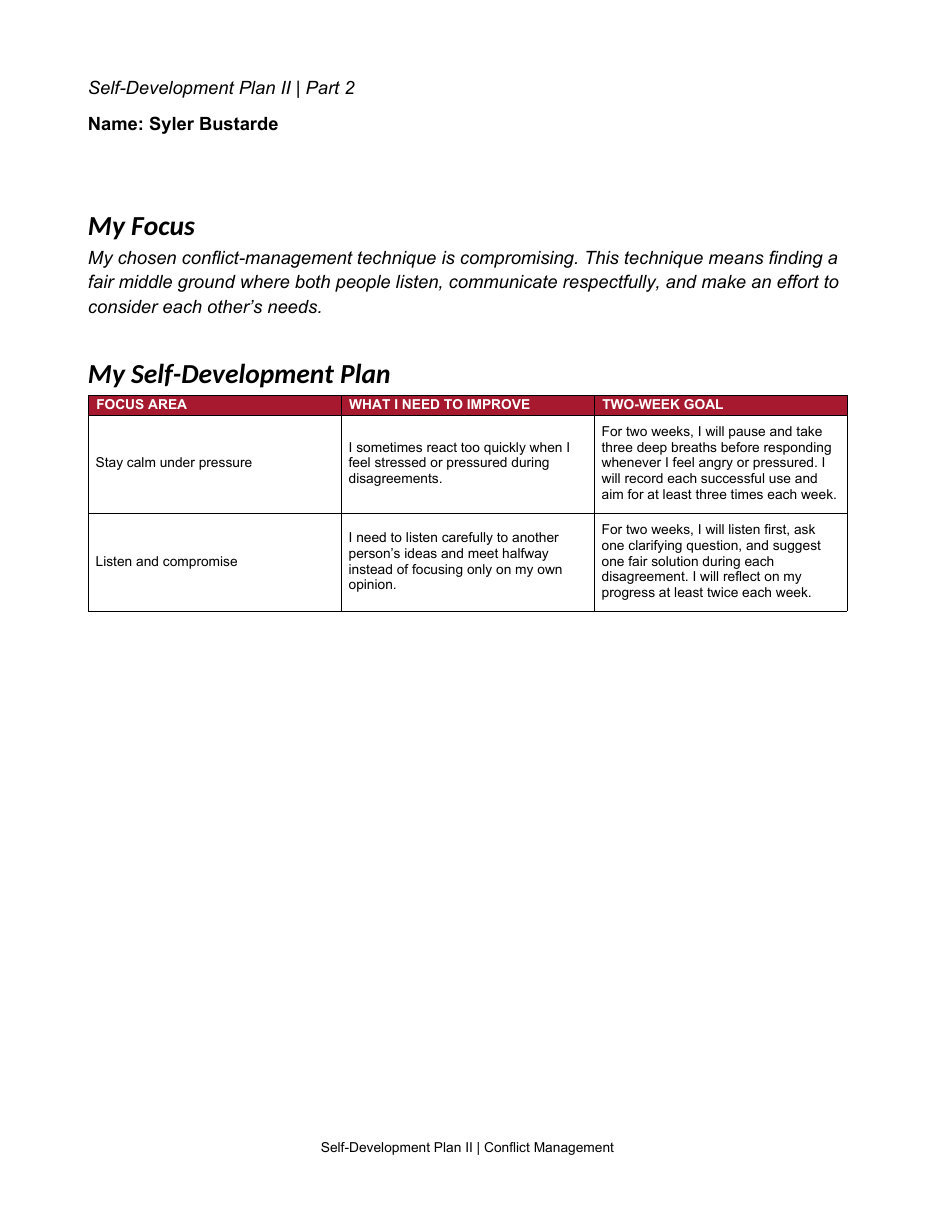 Self-Development Plan II | Part 2
Name: Syler Bustarde
My Focus
My chosen conflict-management technique is compromising. This technique means finding a
fair middle ground where both people listen, communicate respectfully, and make an effort to
consider each other’s needs.
My Self-Development Plan
FOCUS AREA
WHAT I NEED TO IMPROVE
TWO-WEEK GOAL
Stay calm under pressure
I sometimes react too quickly when I
feel stressed or pressured during
disagreements.
For two weeks, I will pause and take
three deep breaths before responding
whenever I feel angry or pressured. I
will record each successful use and
aim for at least three times each week.
Listen and compromise
I need to listen carefully to another
person’s ideas and meet halfway
instead of focusing only on my own
opinion.
For two weeks, I will listen first, ask
one clarifying question, and suggest
one fair solution during each
disagreement. I will reflect on my
progress at least twice each week.
Self-Development Plan II | Conflict Management